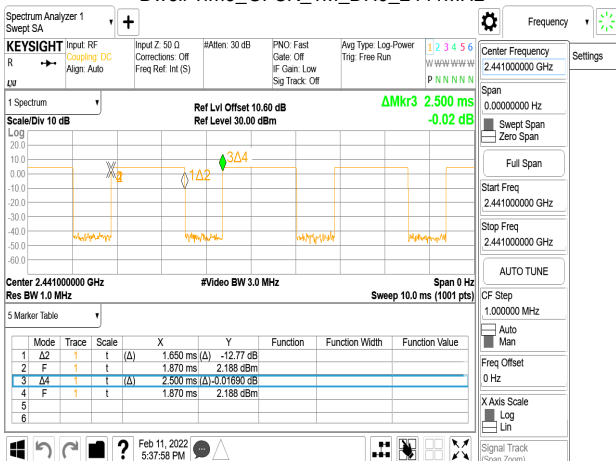 Spectrum Analyzer 1
Swept SA
+
Frequency
KEYSIGHT
Input: RF
Coupling: DC
Align: Auto
Input Z: 50 Ω
Corrections: Off
Freq Ref: Int (S)
#Atten: 30 dB
PNO: Fast
Gate: Off
IF Gain: Low
Sig Track: Off
Avg Type: Log-Power
Trig: Free Run
1 2 3 4 5 6
W W W W W W
P N N N N N
R
LXI
Center Frequency
2.441000000 GHz
Settings
1 Spectrum
Scale/Div 10 dB
Ref Lvl Offset 10.60 dB
Ref Level 30.00 dBm
ΔMkr3 2.500 ms
-0.02 dB
Span
0.00000000 Hz
Swept Span
Zero Span
Full Span
Start Freq
2.441000000 GHz
Stop Freq
2.441000000 GHz
AUTO TUNE
CF Step
1.000000 MHz
Auto
Man
Freq Offset
0 Hz
X Axis Scale
Log
Lin
Signal Track
(Span Zoom)
Log
20.0
10.0
0.00
-10.0
-20.0
-30.0
-40.0
-50.0
-60.0
1Δ2
3Δ4
Center 2.441000000 GHz
Res BW 1.0 MHz
#Video BW 3.0 MHz
Span 0 Hz
Sweep 10.0 ms (1001 pts)
5 Marker Table
Mode Trace Scale X Y Function Function Width Function Value
1 Δ2 1 t (Δ) 1.650 ms (Δ) -12.77 dB
2 F 1 t 1.870 ms 2.188 dBm
3 Δ4 1 t (Δ) 2.500 ms (Δ) -0.01690 dB
4 F 1 t 1.870 ms 2.188 dBm
5
6
?
Feb 11, 2022
5:37:58 PM